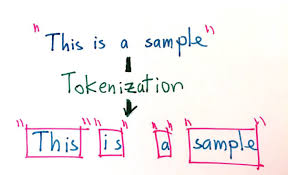 "This is a sample"
Tokenization
"This" "is" "a" "sample"